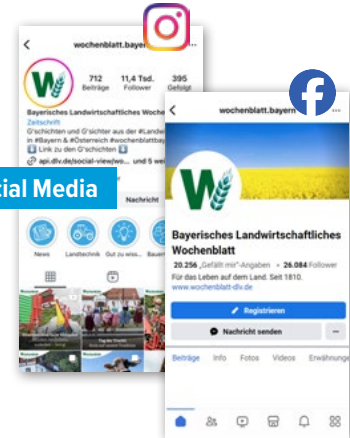 wochenblatt.bayern
712 11,4 Tsd. 395
Beiträge Follower Gefolgt
Bayerisches Landwirtschaftliches Woche
Zeitschrift
G'schichten und G'sichter aus der #Landwi
in #Bayern & #Österreich #wochenblattbay
Link zu den G'schichten
api.dlv.de/social-view/wo... und 5 wei
cial Media
Nachricht
News Landtechnik Gut zu wiss... Bauern
wochenblatt.bayern
W
Bayerisches Landwirtschaftliches
Wochenblatt
20.256 „Gefällt mir“-Angaben • 26.084 Follower
Für das Leben auf dem Land. Seit 1810.
www.wochenblatt-dlv.de
Registrieren
Nachricht senden
Beiträge Info Fotos Videos Erwähnunge